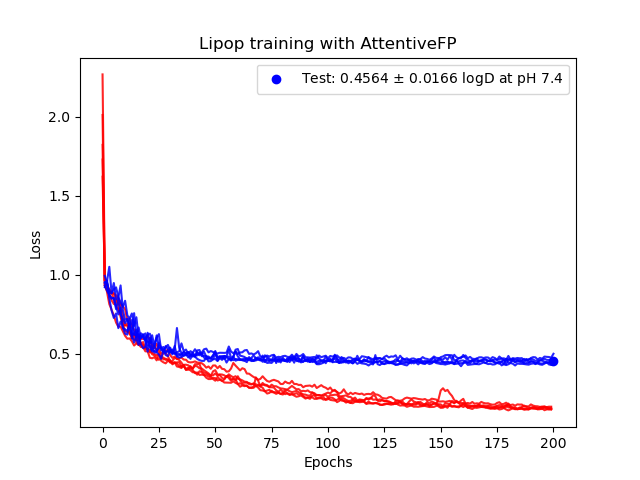 Lipop training with AttentiveFP
Test: 0.4564 ± 0.0166 logD at pH 7.4
2.0
1.5
1.0
0.5
Loss
0 25 50 75 100 125 150 175 200
Epochs